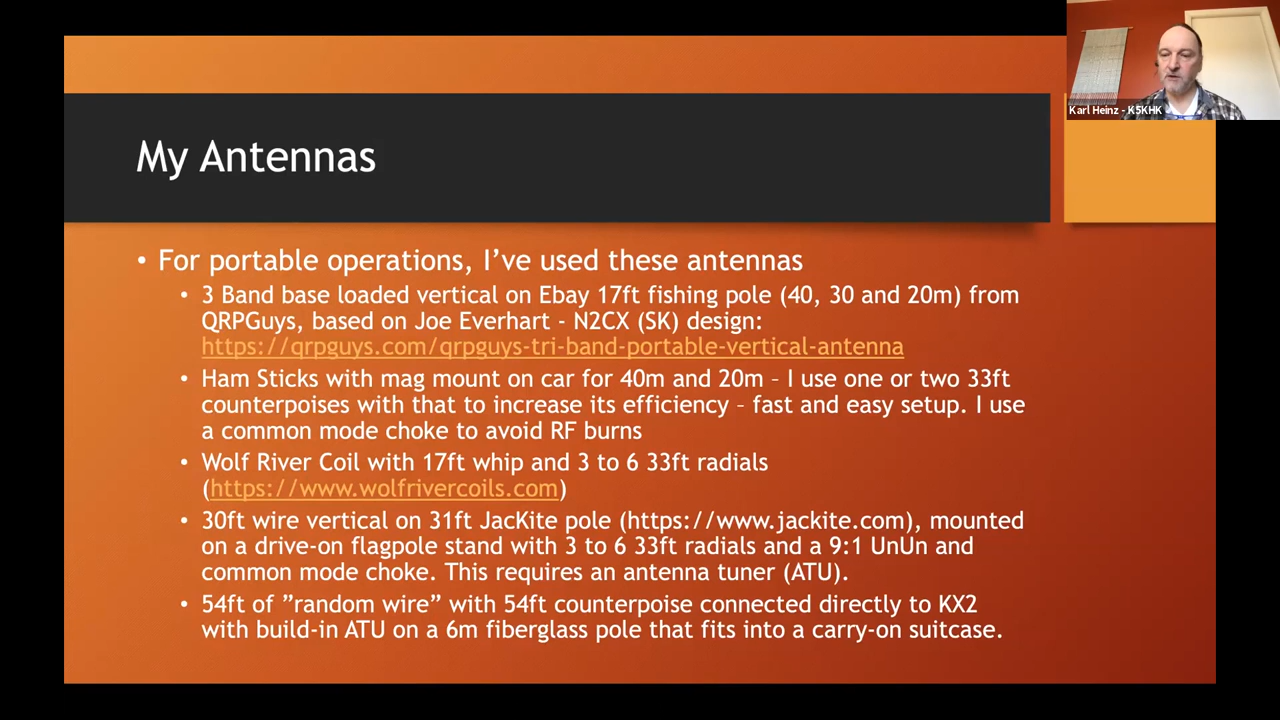 Karl Heinz - K5KHK
My Antennas
• For portable operations, I’ve used these antennas
• 3 Band base loaded vertical on Ebay 17ft fishing pole (40, 30 and 20m) from
QRPGuys, based on Joe Everhart - N2CX (SK) design:
https://qrpguys.com/qrpguys-tri-band-portable-vertical-antenna
• Ham Sticks with mag mount on car for 40m and 20m – I use one or two 33ft
counterpoises with that to increase its efficiency – fast and easy setup. I use
a common mode choke to avoid RF burns
• Wolf River Coil with 17ft whip and 3 to 6 33ft radials
(https://www.wolfrivercoils.com)
• 30ft wire vertical on 31ft JacKite pole (https://www.jackite.com), mounted
on a drive-on flagpole stand with 3 to 6 33ft radials and a 9:1 UnUn and
common mode choke. This requires an antenna tuner (ATU).
• 54ft of ”random wire” with 54ft counterpoise connected directly to KX2
with build-in ATU on a 6m fiberglass pole that fits into a carry-on suitcase.